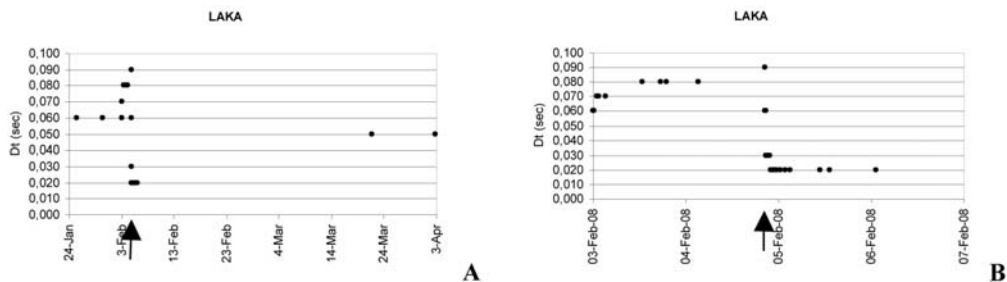 LAKA
0,100
0,090
0,080
0,070
0,060
0,050
0,040
0,030
0,020
0,010
0,000
Dt (sec)
24-Jan
3-Feb
13-Feb
23-Feb
4-Mar
14-Mar
24-Mar
3-Apr
A
LAKA
0,100
0,090
0,080
0,070
0,060
0,050
0,040
0,030
0,020
0,010
0,000
Dt (sec)
03-Feb-08
04-Feb-08
05-Feb-08
06-Feb-08
07-Feb-08
B